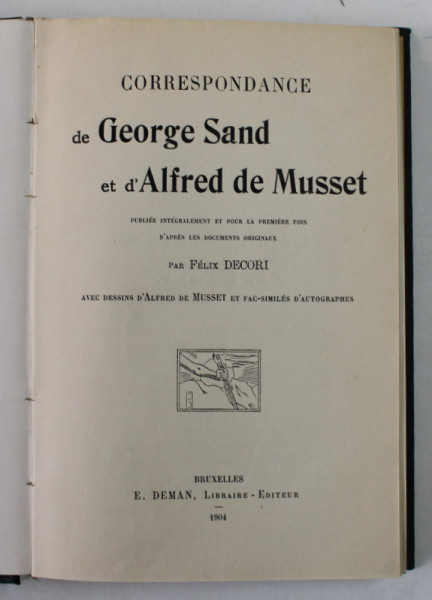 CORRESPONDANCE
de George Sand
et d'Alfred de Musset
PUBLIÉE INTÉGRALEMENT ET POUR LA PREMIÈRE FOIS
D'APRÈS LES DOCUMENTS ORIGINAUX
PAR FÉLIX DECORI
AVEC DESSINS D'ALFRED DE MUSSET ET FAC-SIMILÉS D'AUTOGRAPHES
BRUXELLES
E. DEMAN, LIBRAIRE-EDITEUR
1904